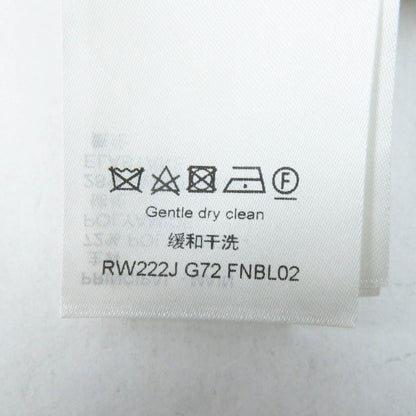 F
Gentle dry clean
缓和干洗
RW222J G72 FNBL02